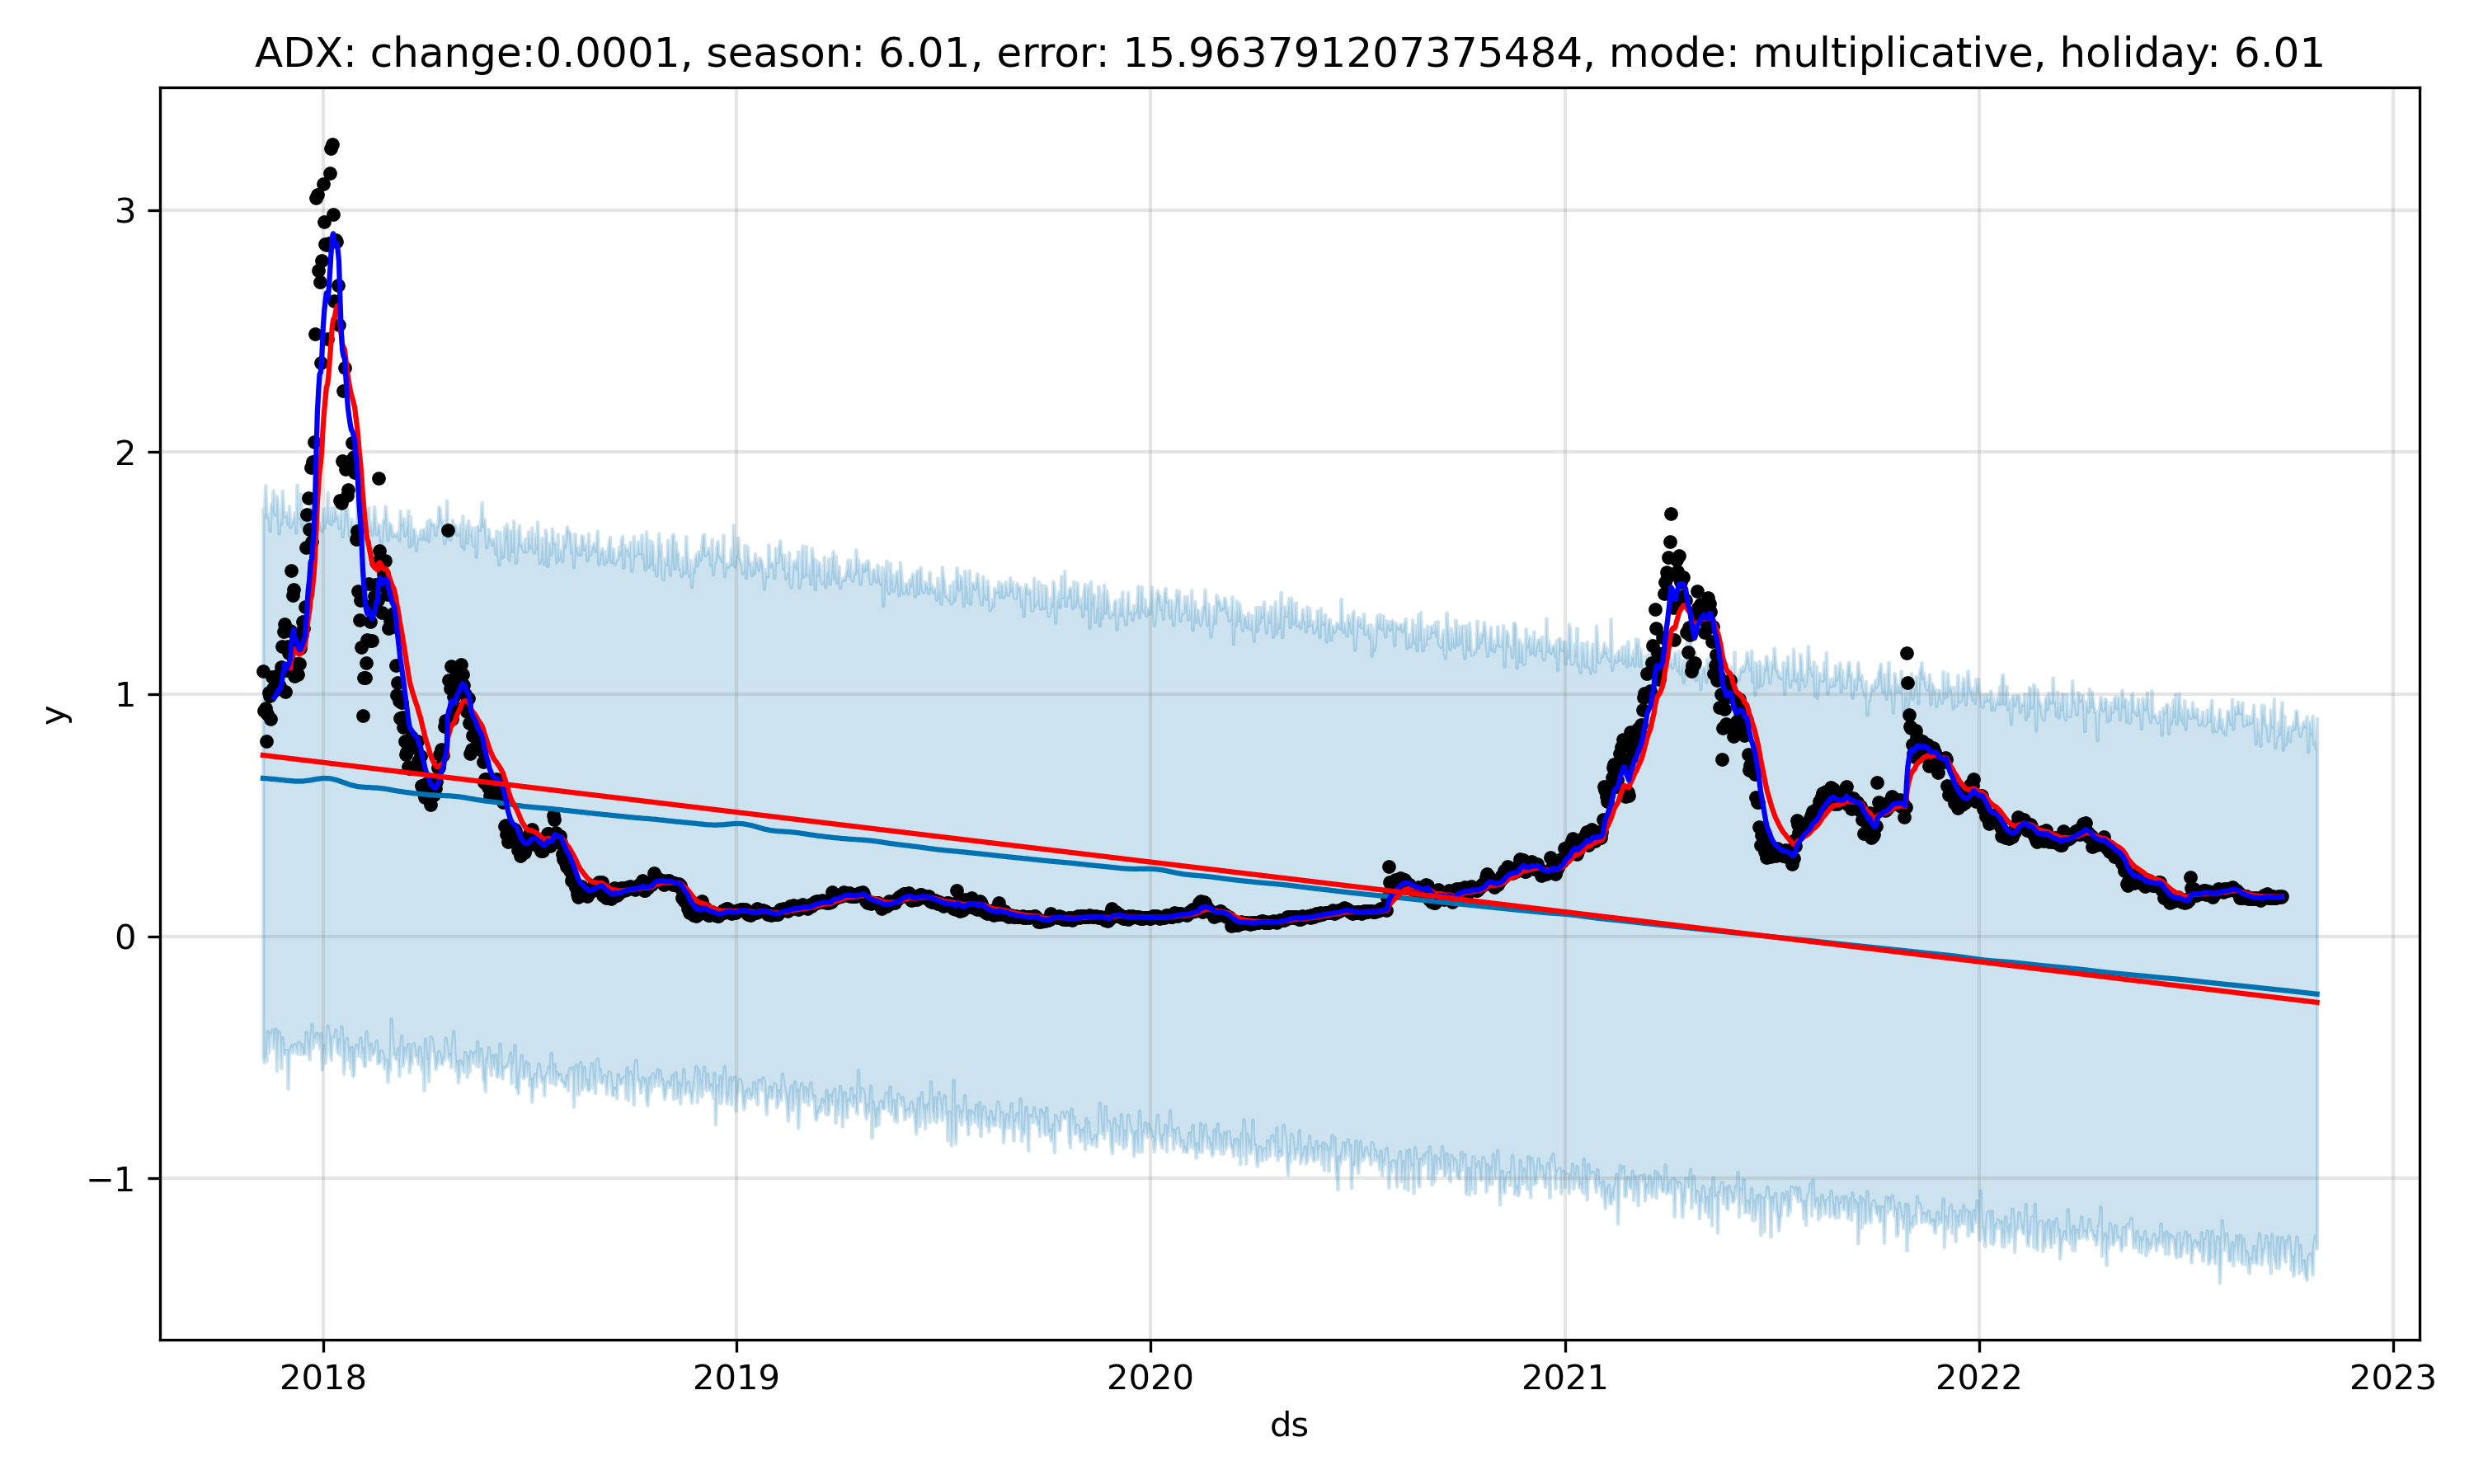 ADX: change:0.0001, season: 6.01, error: 15.963791207375484, mode: multiplicative, holiday: 6.01
3
2
1
0
−1
y
2018 2019 2020 2021 2022 2023
ds